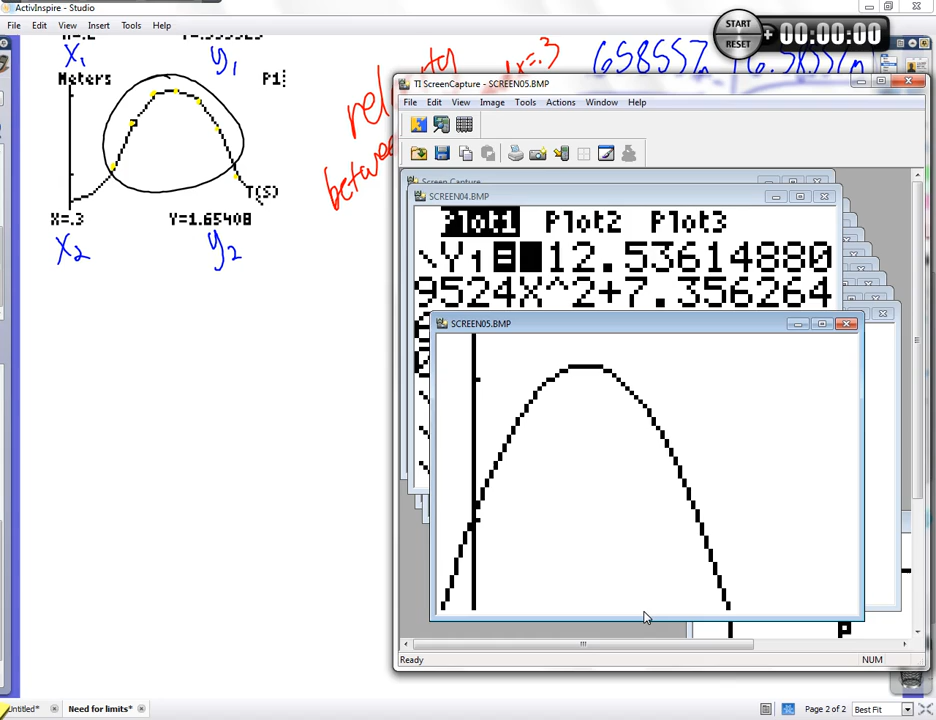 ActivInspire - Studio
File Edit View Insert Tools Help
START
RESET
00:00:00
X1 y1
Meters P1:
between
T(S)
X=.3 Y=1.65408
X2 y2
TI ScreenCapture - SCREEN05.BMP
File Edit View Image Tools Actions Window Help
Screen Capture
SCREEN04.BMP
Plot1 Plot2 Plot3
\Y1=-12.53614880
9524X^2+7.356264
SCREEN05.BMP
Ready NUM
Untitled* Need for limits* Page 2 of 2 Best Fit